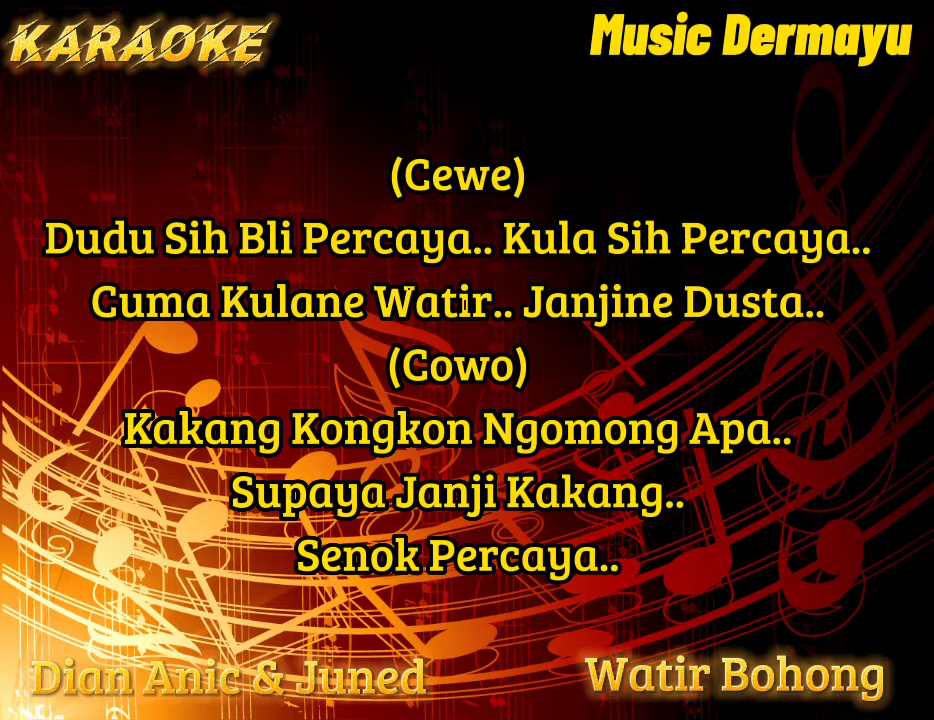 KARAOKE
Music Dermayu
(Cewe)
Dudu Sih Bli Percaya.. Kula Sih Percaya..
Cuma Kulane Watir.. Janjine Dusta..
(Cowo)
Kakang Kongkon Ngomong Apa..
Supaya Janji Kakang..
Senok Percaya..
Dian Anic & Juned
Watir Bohong